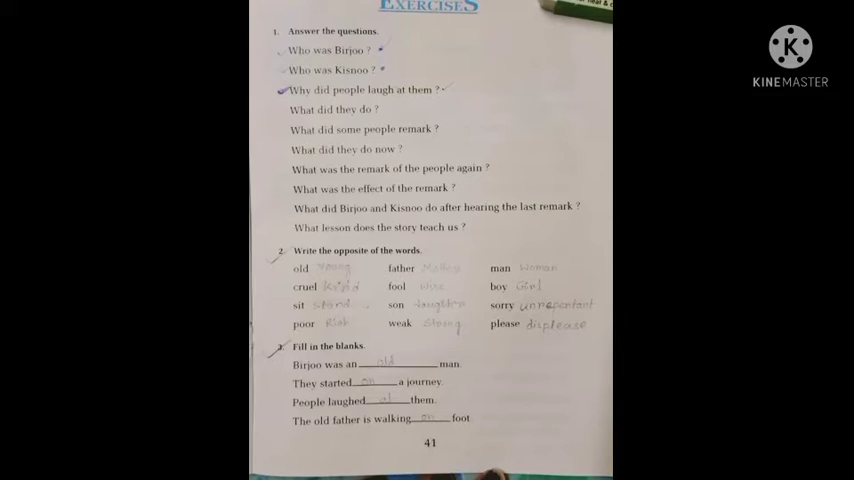 EXERCISES
1. Answer the questions.
Who was Birjoo ?
Who was Kisnoo ?
Why did people laugh at them ?
What did they do ?
What did some people remark ?
What did they do now ?
What was the remark of the people again ?
What was the effect of the remark ?
What did Birjoo and Kisnoo do after hearing the last remark ?
What lesson does the story teach us ?
2. Write the opposite of the words.
old Young father Mother man Woman
cruel Kind fool wise boy Girl
sit stand son daughter sorry unrepentant
poor Rich weak Strong please displease
3. Fill in the blanks.
Birjoo was an old man.
They started on a journey.
People laughed at them.
The old father is walking on foot
41
K
KINEMASTER